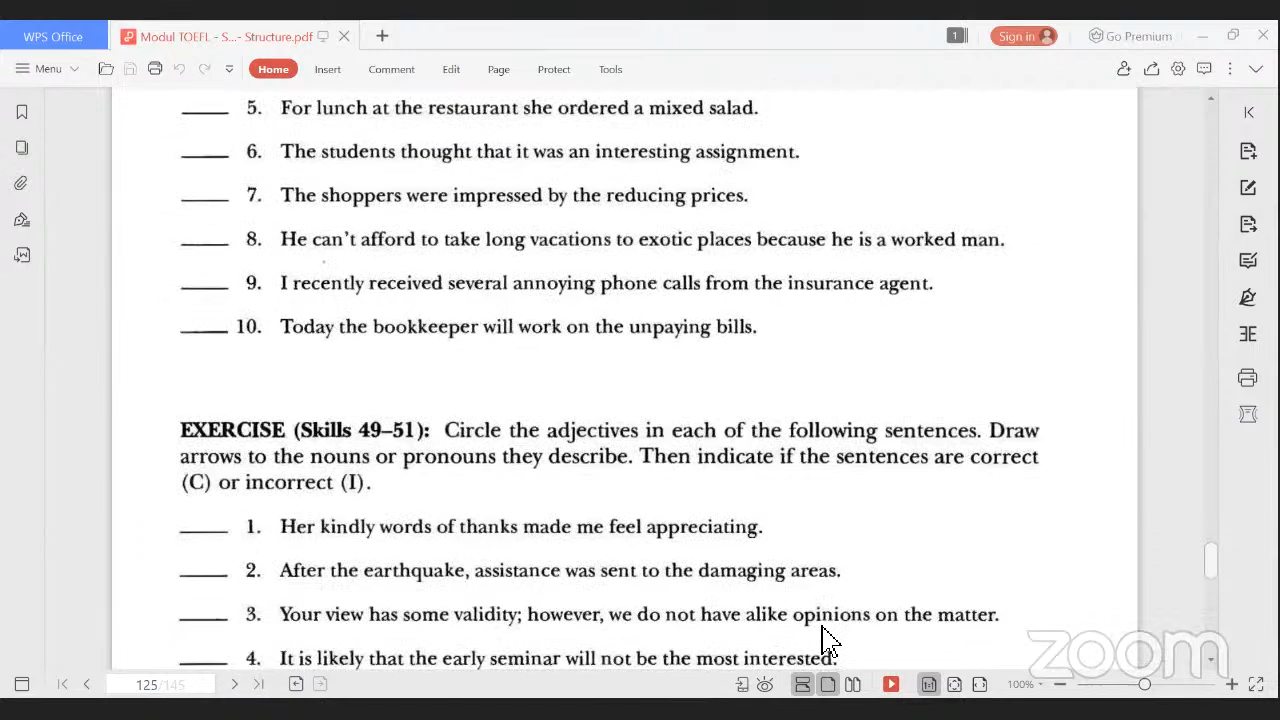 WPS Office
Modul TOEFL - S...- Structure.pdf
1
Sign in
Go Premium
Menu
Home
Insert
Comment
Edit
Page
Protect
Tools
_____ 5. For lunch at the restaurant she ordered a mixed salad.
_____ 6. The students thought that it was an interesting assignment.
_____ 7. The shoppers were impressed by the reducing prices.
_____ 8. He can't afford to take long vacations to exotic places because he is a worked man.
_____ 9. I recently received several annoying phone calls from the insurance agent.
_____ 10. Today the bookkeeper will work on the unpaying bills.
EXERCISE (Skills 49–51): Circle the adjectives in each of the following sentences. Draw
arrows to the nouns or pronouns they describe. Then indicate if the sentences are correct
(C) or incorrect (I).
_____ 1. Her kindly words of thanks made me feel appreciating.
_____ 2. After the earthquake, assistance was sent to the damaging areas.
_____ 3. Your view has some validity; however, we do not have alike opinions on the matter.
_____ 4. It is likely that the early seminar will not be the most interested.
zoom
125/145
100%